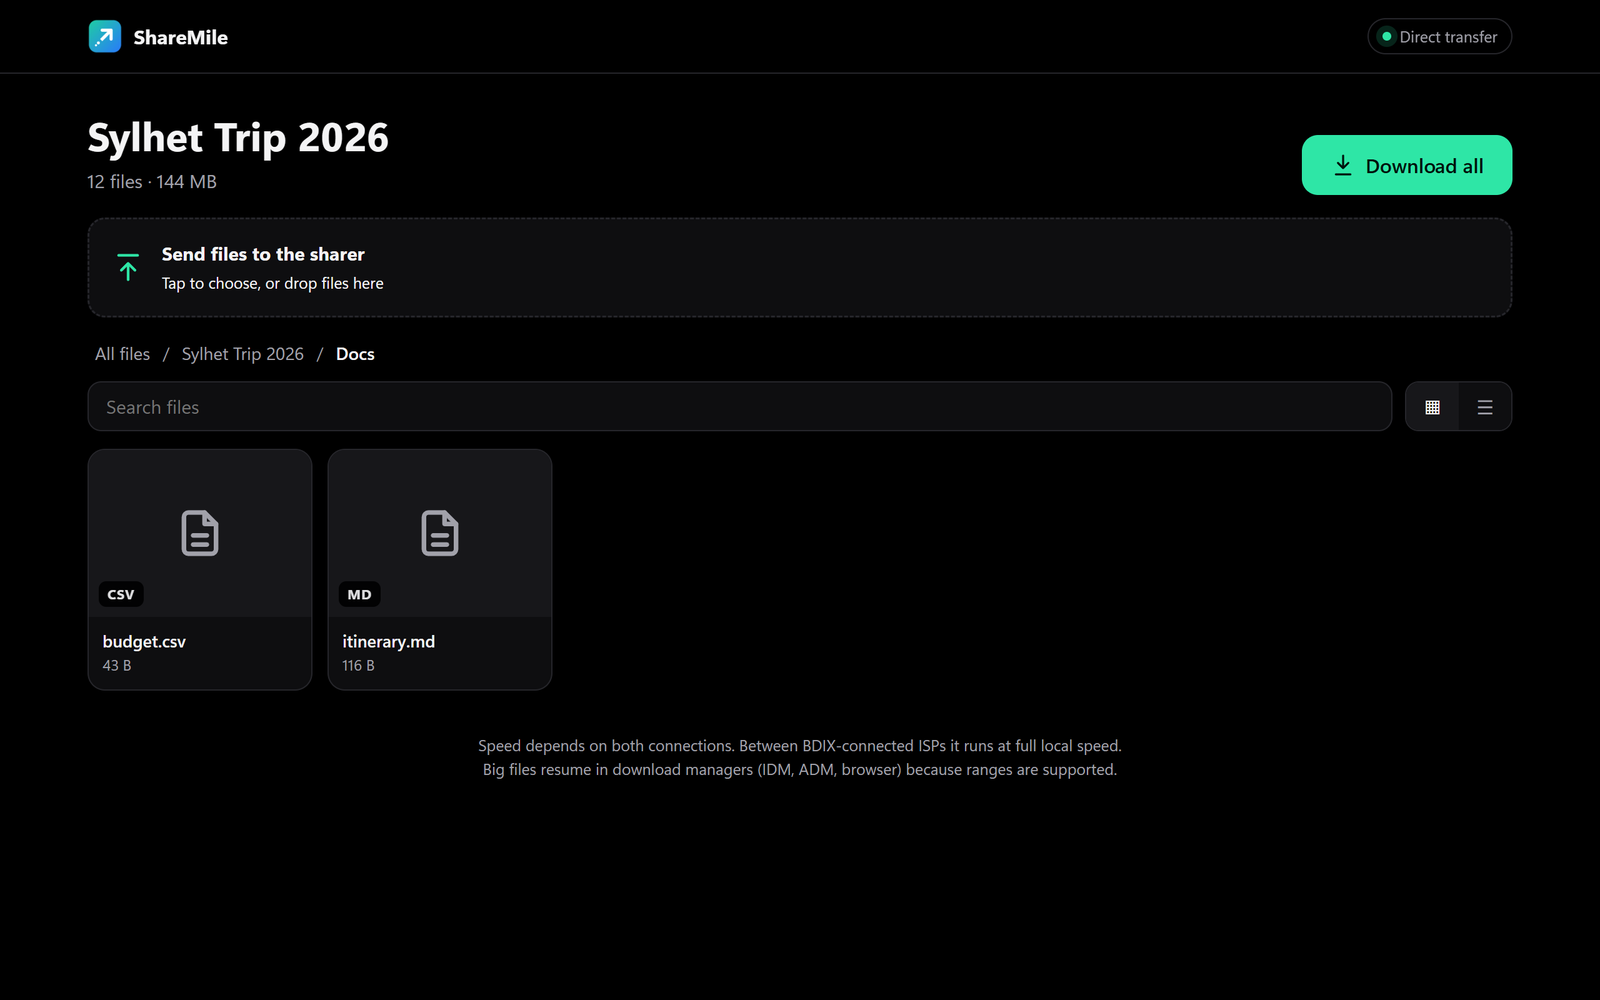 ShareMile
Direct transfer
Sylhet Trip 2026
12 files · 144 MB
Download all
Send files to the sharer
Tap to choose, or drop files here
All files / Sylhet Trip 2026 / Docs
Search files
CSV
budget.csv
43 B
MD
itinerary.md
116 B
Speed depends on both connections. Between BDIX-connected ISPs it runs at full local speed.
Big files resume in download managers (IDM, ADM, browser) because ranges are supported.